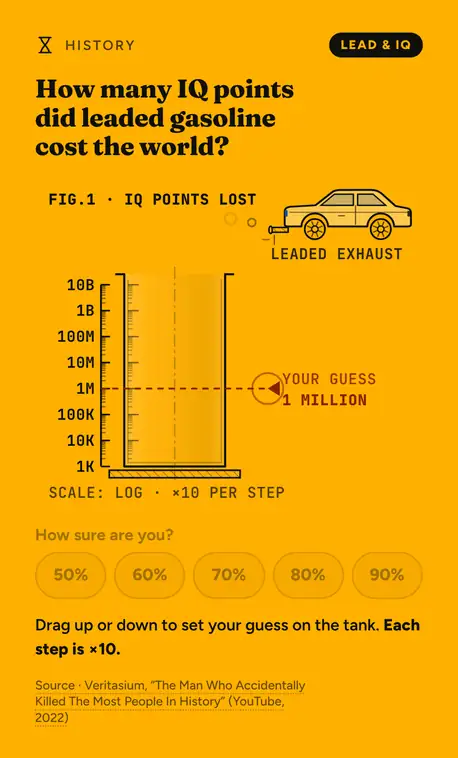 HISTORY
LEAD & IQ
How many IQ points
did leaded gasoline
cost the world?
FIG.1 · IQ POINTS LOST
LEADED EXHAUST
10B
1B
100M
10M
1M
100K
10K
1K
YOUR GUESS
1 MILLION
SCALE: LOG · ×10 PER STEP
How sure are you?
50% 60% 70% 80% 90%
Drag up or down to set your guess on the tank. Each
step is ×10.
Source · Veritasium, “The Man Who Accidentally
Killed The Most People In History” (YouTube,
2022)